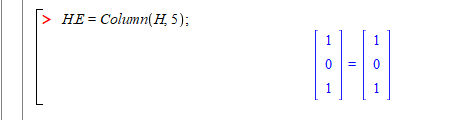 > HE = Column(H, 5);
1 1
0 = 0
1 1